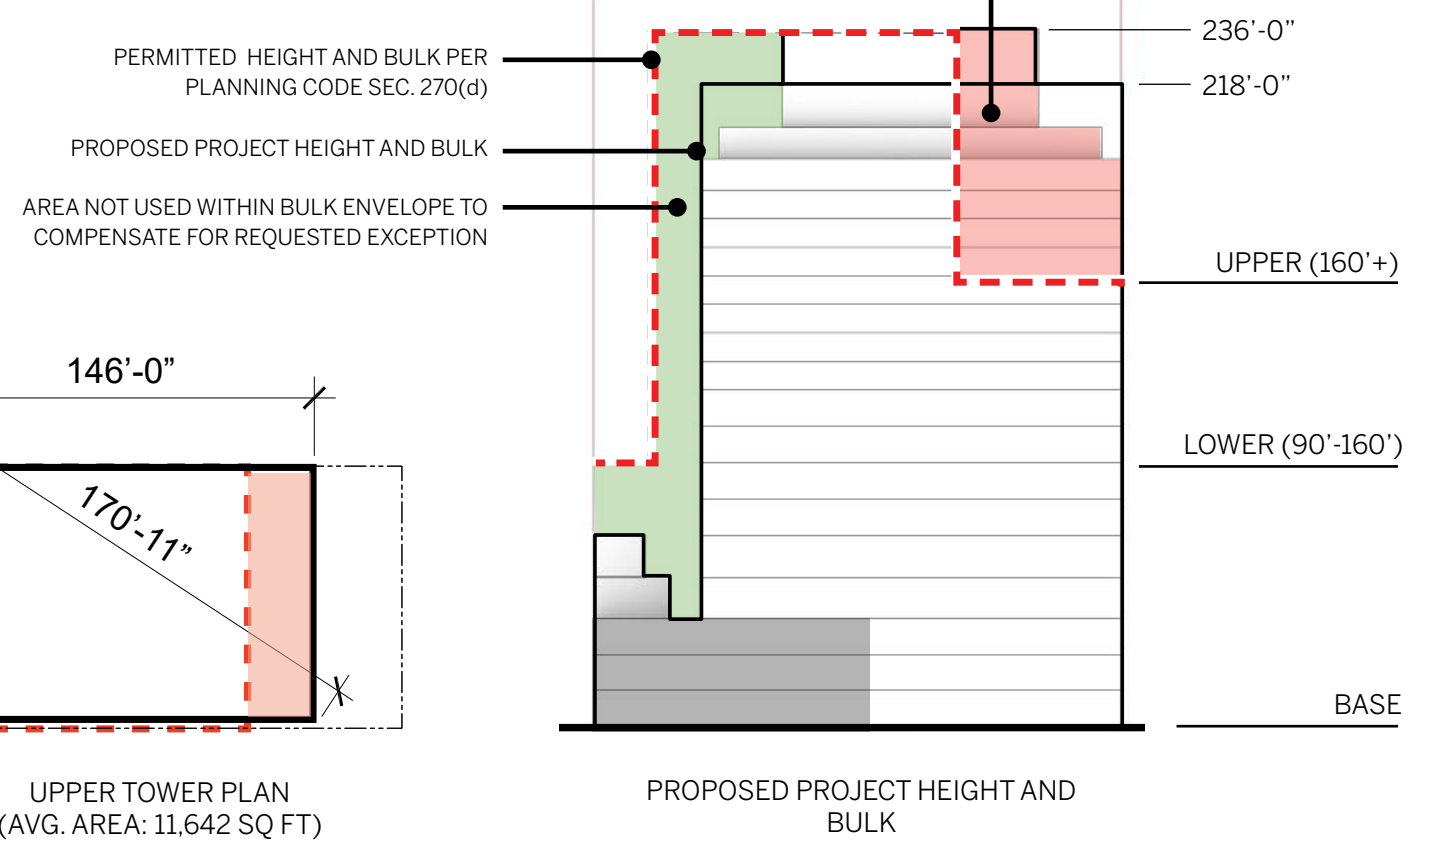 PERMITTED HEIGHT AND BULK PER
PLANNING CODE SEC. 270(d)
PROPOSED PROJECT HEIGHT AND BULK
AREA NOT USED WITHIN BULK ENVELOPE TO
COMPENSATE FOR REQUESTED EXCEPTION
236'-0”
218'-0”
UPPER (160'+)
LOWER (90'-160')
BASE
146'-0”
170'-11”
UPPER TOWER PLAN
(AVG. AREA: 11,642 SQ FT)
PROPOSED PROJECT HEIGHT AND
BULK